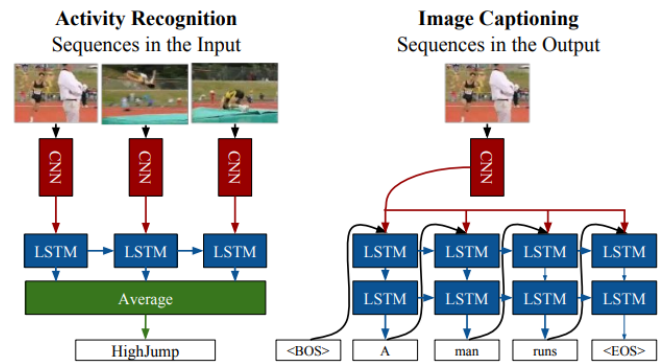 Activity Recognition
Sequences in the Input
CNN
CNN
CNN
LSTM
LSTM
LSTM
Average
HighJump
Image Captioning
Sequences in the Output
CNN
LSTM
LSTM
LSTM
LSTM
LSTM
LSTM
LSTM
LSTM
<BOS>
A
man
runs
<EOS>